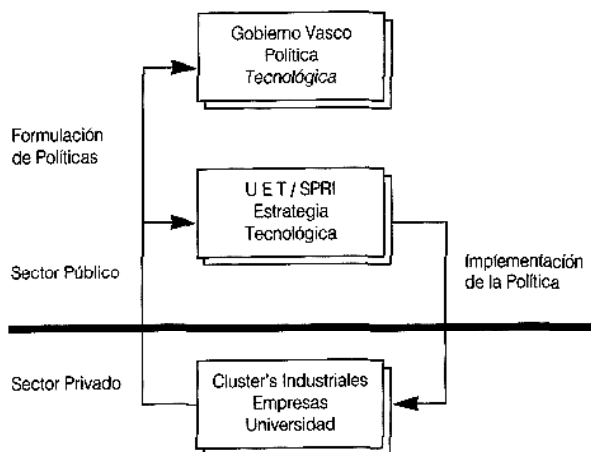 Gobierno Vasco
Política
Tecnológica
Formulación
de Políticas
U E T / SPRI
Estrategia
Tecnológica
Implementación
de la Política
Sector Público
Sector Privado
Cluster's Industriales
Empresas
Universidad